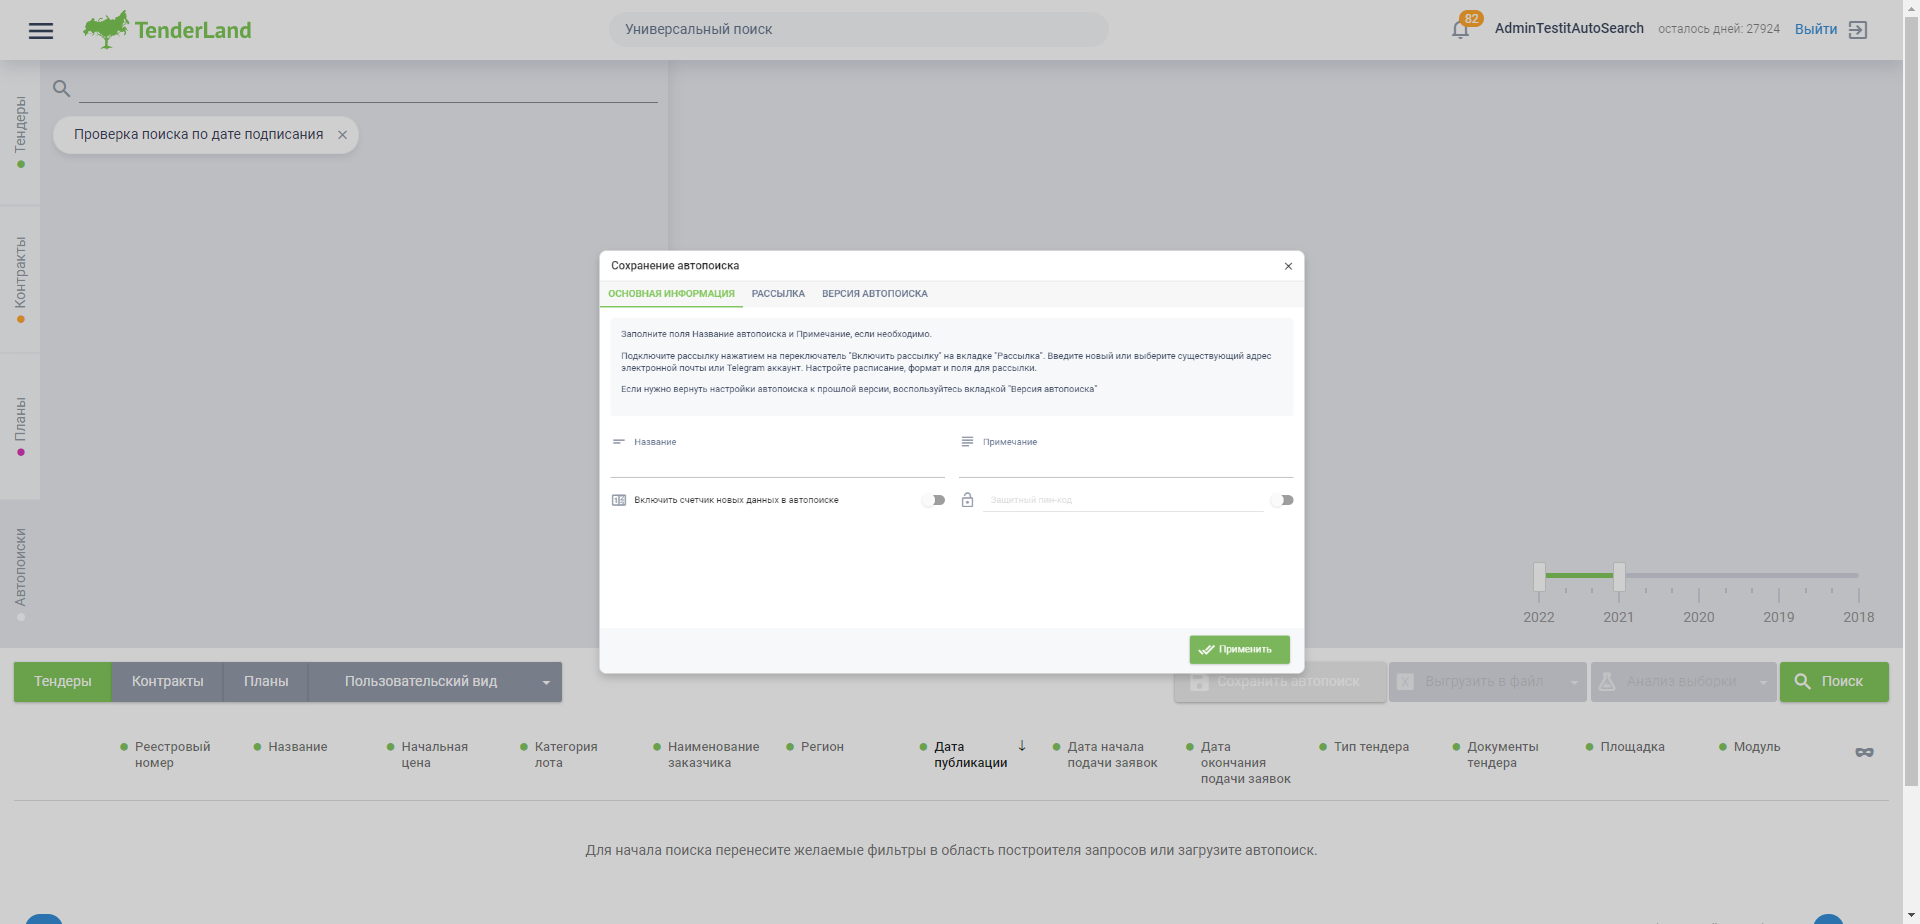 TenderLand
Универсальный поиск
82
AdminTestitAutoSearch
осталось дней: 27924
Выйти
Тендеры
Контракты
Планы
Автопоиски
Проверка поиска по дате подписания
Сохранение автопоиска
ОСНОВНАЯ ИНФОРМАЦИЯ РАССЫЛКА ВЕРСИЯ АВТОПОИСКА
Заполните поля Название автопоиска и Примечание, если необходимо.
Подключите рассылку нажатием на переключатель "Включить рассылку" на вкладке "Рассылка". Введите новый или выберите существующий адрес
электронной почты или Telegram аккаунт. Настройте расписание, формат и поля для рассылки.
Если нужно вернуть настройки автопоиска к прошлой версии, воспользуйтесь вкладкой "Версия автопоиска"
Название
Примечание
Включить счетчик новых данных в автопоиске
Защитный пин-код
Применить
2022 2021 2020 2019 2018
Тендеры Контракты Планы Пользовательский вид
Сохранить автопоиск
Выгрузить в файл
Анализ выборки
Поиск
Реестровый
номер
Название
Начальная
цена
Категория
лота
Наименование
заказчика
Регион
Дата
публикации
Дата начала
подачи заявок
Дата
окончания
подачи заявок
Тип тендера
Документы
тендера
Площадка
Модуль
Для начала поиска перенесите желаемые фильтры в область построителя запросов или загрузите автопоиск.